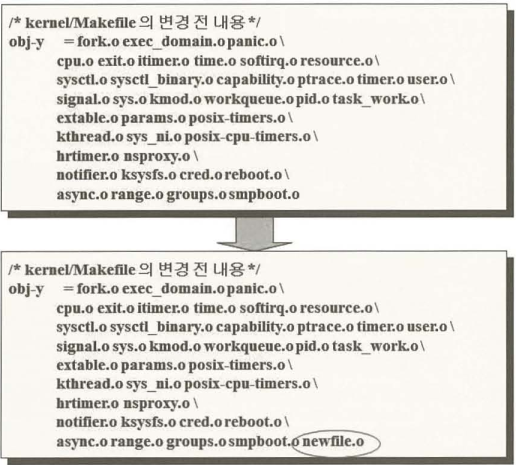 /* kernel/Makefile 의 변경 전 내용 */
obj-y = fork.o exec_domain.o panic.o \
cpu.o exit.o itimer.o time.o softirq.o resource.o \
sysctl.o sysctl_binary.o capability.o ptrace.o timer.o user.o \
signal.o sys.o kmod.o workqueue.o pid.o task_work.o \
extable.o params.o posix-timers.o \
kthread.o sys_ni.o posix-cpu-timers.o \
hrtimer.o nsproxy.o \
notifier.o ksysfs.o cred.o reboot.o \
async.o range.o groups.o smpboot.o
/* kernel/Makefile 의 변경 전 내용 */
obj-y = fork.o exec_domain.o panic.o \
cpu.o exit.o itimer.o time.o softirq.o resource.o \
sysctl.o sysctl_binary.o capability.o ptrace.o timer.o user.o \
signal.o sys.o kmod.o workqueue.o pid.o task_work.o \
extable.o params.o posix-timers.o \
kthread.o sys_ni.o posix-cpu-timers.o \
hrtimer.o nsproxy.o \
notifier.o ksysfs.o cred.o reboot.o \
async.o range.o groups.o smpboot.o newfile.o